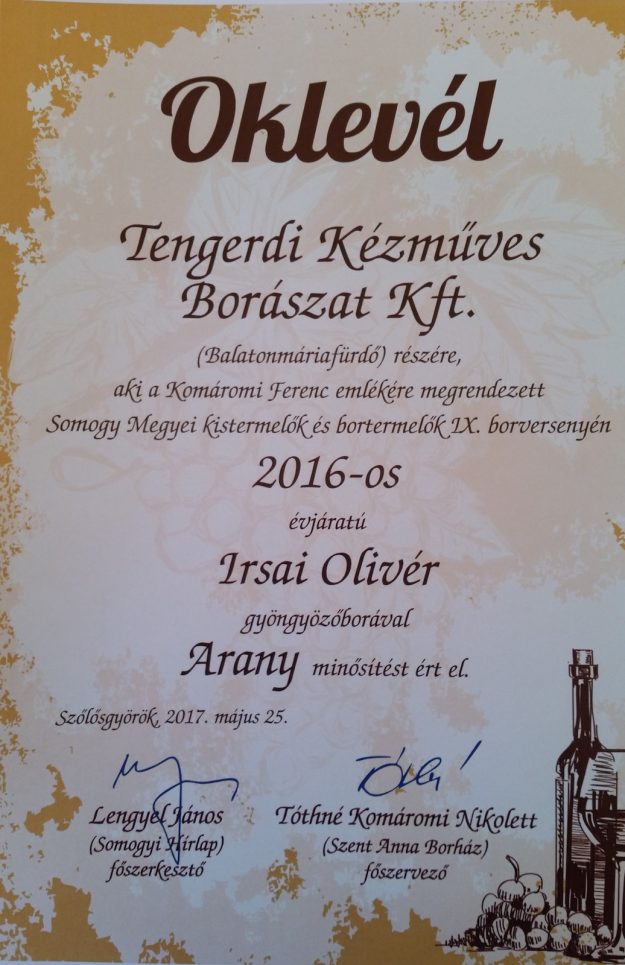 Oklevél
Tengerdi Kézműves
Borászat Kft.
(Balatonmáriafürdő) részére,
aki a Komáromi Ferenc emlékére megrendezett
Somogy Megyei kistermelők és bortermelők IX. borversenyén
2016-os
évjáratú
Irsai Olivér
gyöngyözőborával
Arany minősítést ért el.
Szőlősgyörök, 2017. május 25.
Lengyel János
(Somogyi Hírlap)
főszerkesztő
Tóthné Komáromi Nikolett
(Szent Anna Borház)
főszervező